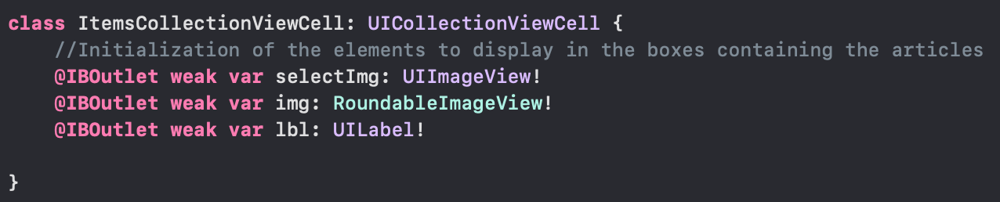 class ItemsCollectionViewCell: UICollectionViewCell {
//Initialization of the elements to display in the boxes containing the articles
@IBOutlet weak var selectImg: UIImageView!
@IBOutlet weak var img: RoundableImageView!
@IBOutlet weak var lbl: UILabel!
}